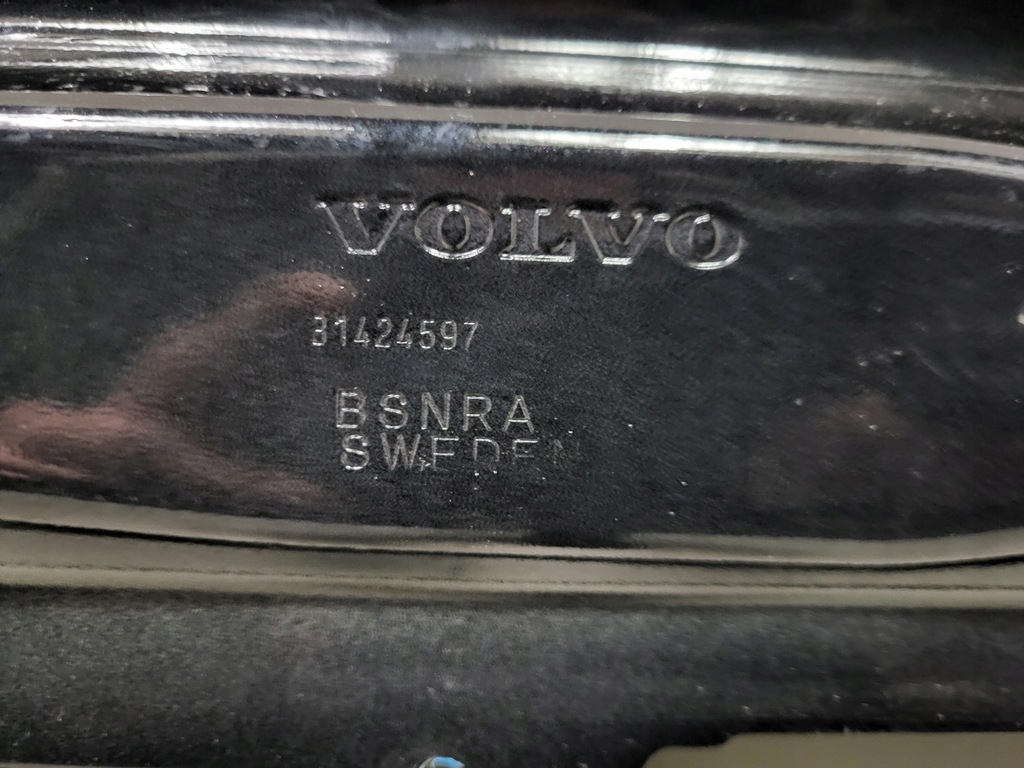 VOLVO
31424597
BSNRA
SWEDEN